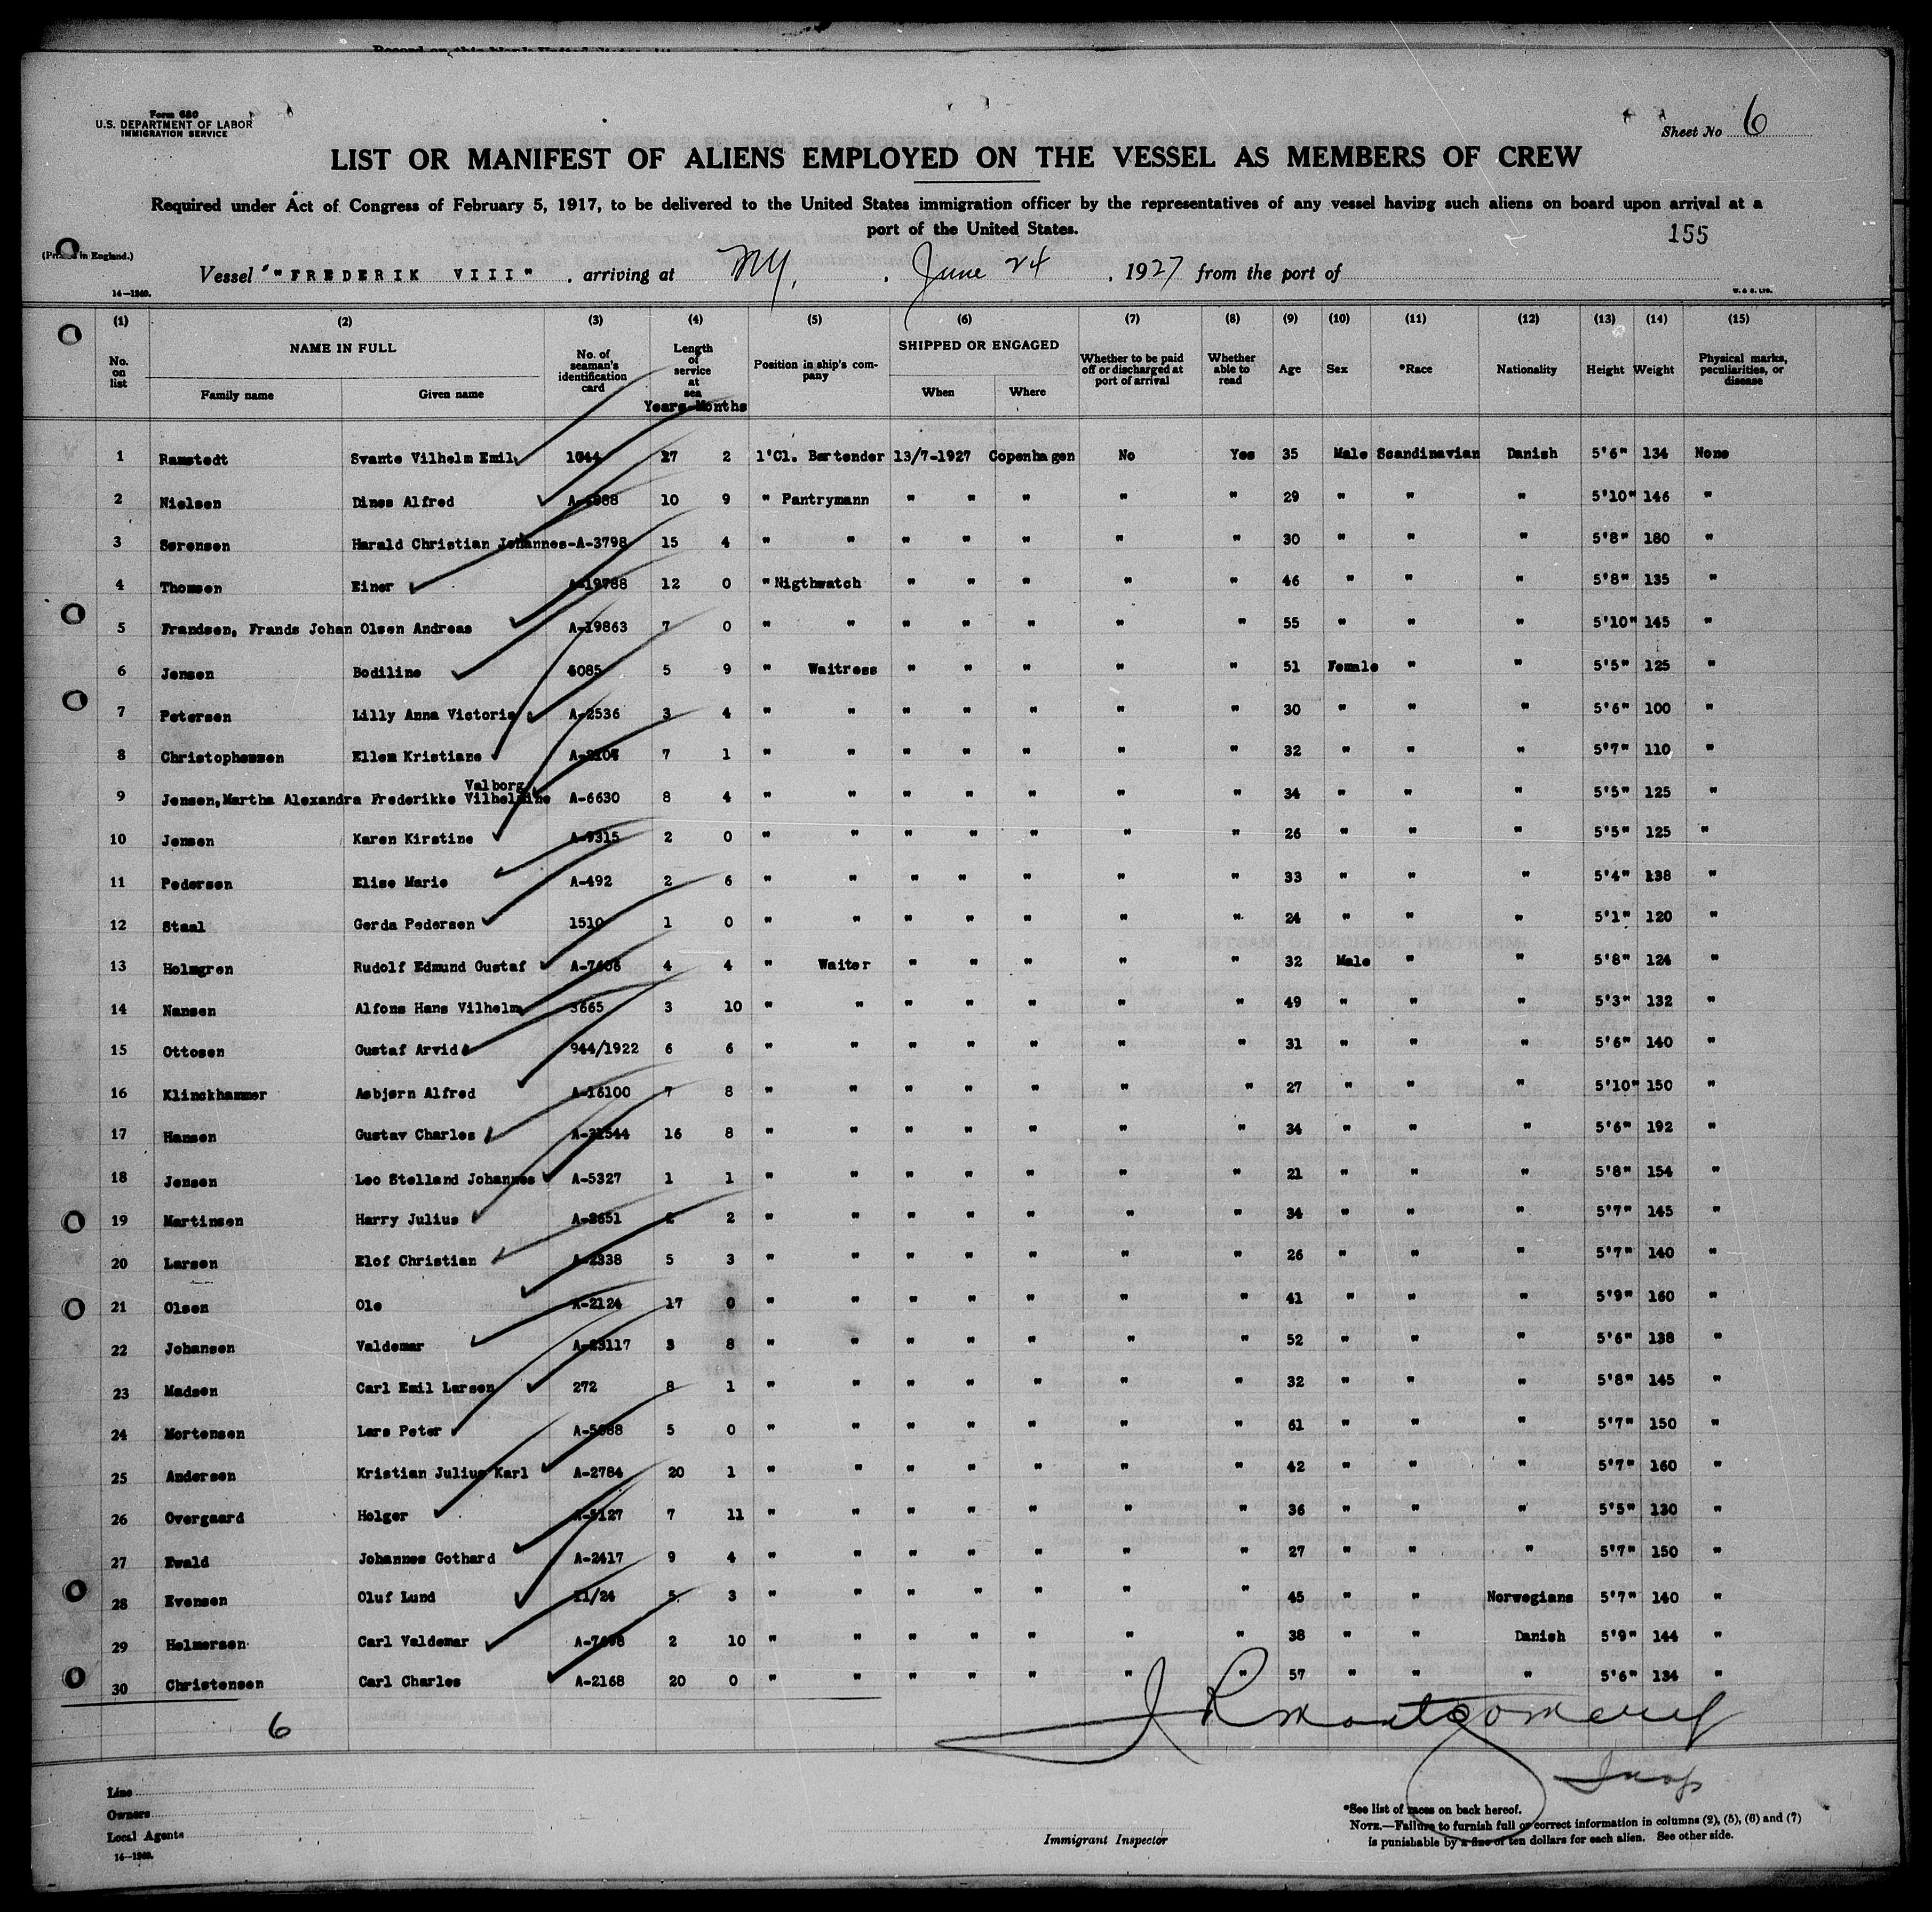 Form 680
U.S. DEPARTMENT OF LABOR
IMMIGRATION SERVICE
Sheet No 6
LIST OR MANIFEST OF ALIENS EMPLOYED ON THE VESSEL AS MEMBERS OF CREW
Required under Act of Congress of February 5, 1917, to be delivered to the United States immigration officer by the representatives of any vessel having such aliens on board upon arrival at a
port of the United States.
155
(Printed in England.)
Vessel "FREDERIK VIII", arriving at NY, June 24, 1927 from the port of
14—1240. W. & S. LTD.
(1) (2) (3) (4) (5) (6) (7) (8) (9) (10) (11) (12) (13) (14) (15)
No. on list NAME IN FULL Family name Given name No. of seaman's identification card Length of service at sea Years Months Position in ship's company SHIPPED OR ENGAGED When Where Whether to be paid off or discharged at port of arrival Whether able to read Age Sex *Race Nationality Height Weight Physical marks, peculiarities, or disease
1 Ramstedt Svante Vilhelm Emil 1044 27 2 1'Cl. Bartender 13/7-1927 Copenhagen No Yes 35 Male Scandinavian Danish 5'6" 134 None
2 Nielsen Dines Alfred 10 9 " Pantrymann " " " " " 29 " " " 5'10" 146 "
3 Sørensen Harald Christian Johannes-A-3798 15 4 " " " " " " " 30 " " " 5'8" 180 "
4 Thomsen Einer A-19788 12 0 " Nigthwatch " " " " " 46 " " " 5'8" 135 "
5 Frandsen, Frands Johan Olsen Andreas A-19863 7 0 " " " " " " " 55 " " " 5'10" 145 "
6 Jensen Bodiline 6085 5 9 " Waitress " " " " " 51 Female " " 5'5" 125 "
7 Petersen Lilly Anna Victoria A-2536 3 4 " " " " " " " 30 " " " 5'6" 100 "
8 Christophensen Ellen Kristiane 7 1 " " " " " " " 32 " " " 5'7" 110 "
9 Jensen, Martha Alexandra Frederikke Valborg Vilhelmine A-6630 8 4 " " " " " " " 34 " " " 5'5" 125 "
10 Jensen Karen Kirstine A-9315 2 0 " " " " " " " 26 " " " 5'5" 125 "
11 Pedersen Elise Marie A-492 2 6 " " " " " " " 33 " " " 5'4" 138 "
12 Staal Gerda Pedersen 1510 1 0 " " " " " " " 24 " " " 5'1" 120 "
13 Holmgren Rudolf Edmund Gustaf A-7606 4 4 " Waiter " " " " " 32 Male " " 5'8" 124 "
14 Nansen Alfons Hans Vilhelm 3665 3 10 " " " " " " " 49 " " " 5'3" 132 "
15 Ottosen Gustaf Arvid 944/1922 6 6 " " " " " " " 31 " " " 5'6" 140 "
16 Klinckhammer Asbjørn Alfred A-16100 7 8 " " " " " " " 27 " " " 5'10" 150 "
17 Hansen Gustav Charles 16 8 " " " " " " " 34 " " " 5'6" 192 "
18 Jensen Leo Stelland Johannes A-5327 1 1 " " " " " " " 21 " " " 5'8" 154 "
19 Martinsen Harry Julius A-2651 2 2 " " " " " " " 34 " " " 5'7" 145 "
20 Larsen Elof Christian A-2338 5 3 " " " " " " " 26 " " " 5'7" 140 "
21 Olsen Ole A-2124 17 0 " " " " " " " 41 " " " 5'9" 160 "
22 Johansen Valdemar A-23117 3 8 " " " " " " " 52 " " " 5'6" 138 "
23 Madsen Carl Emil Larsen 272 8 1 " " " " " " " 32 " " " 5'8" 145 "
24 Mortensen Lars Peter 5 0 " " " " " " " 61 " " " 5'7" 150 "
25 Andersen Kristian Julius Karl A-2784 20 1 " " " " " " " 42 " " " 5'7" 160 "
26 Overgaard Holger A-5127 7 11 " " " " " " " 36 " " " 5'5" 130 "
27 Ewald Johannes Gothard A-2417 9 4 " " " " " " " 27 " " " 5'7" 150 "
28 Evensen Oluf Lund 11/24 5 3 " " " " " " " 45 " " Norwegians 5'7" 140 "
29 Helmersen Carl Valdemar 2 10 " " " " " " " 38 " " Danish 5'9" 144 "
30 Christensen Carl Charles A-2168 20 0 " " " " " " " 57 " " " 5'6" 134 "
6
J R Montgomery
Insp
Line
Owners
Local Agents
14—1240.
Immigrant Inspector
*See list of races on back hereof.
NOTE.—Failure to furnish full or correct information in columns (2), (5), (6) and (7)
is punishable by a fine of ten dollars for each alien. See other side.